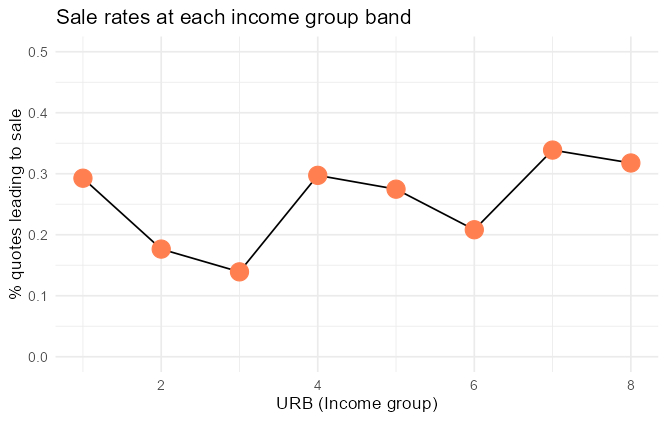 Sale rates at each income group band
0.5
0.4
0.3
0.2
0.1
0.0
% quotes leading to sale
2 4 6 8
URB (Income group)